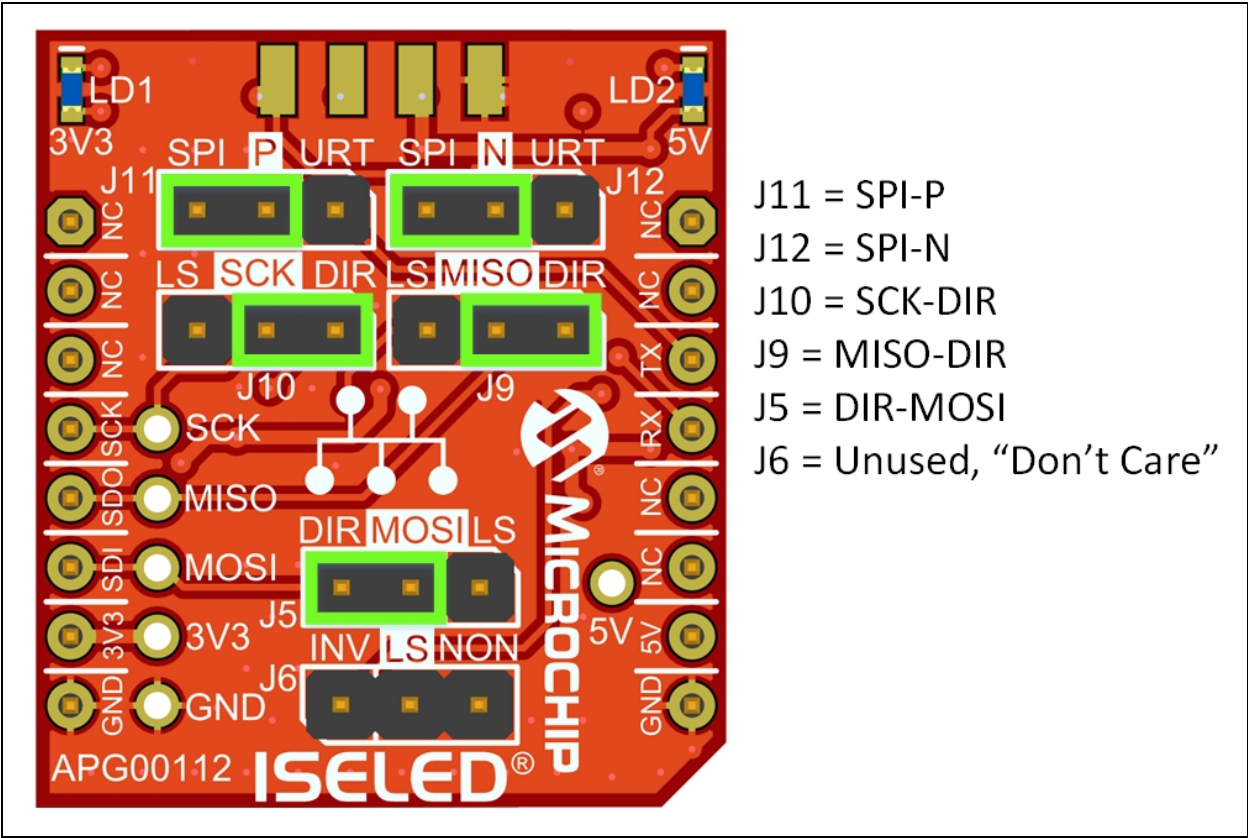 LD1
LD2
3V3
5V
SPI P URT
SPI N URT
J11
J12
NC
NC
LS SCK DIR
LS MISO DIR
NC
NC
J10
J9
NC
TX
SCK
SCK
RX
SDO
MISO
NC
DIR MOSI LS
SDI
MOSI
NC
J5
3V3
3V3
5V
5V
INV LS NON
J6
GND
GND
GND
MICROCHIP
®
APG00112
ISELED®
J11 = SPI-P
J12 = SPI-N
J10 = SCK-DIR
J9 = MISO-DIR
J5 = DIR-MOSI
J6 = Unused, “Don’t Care”